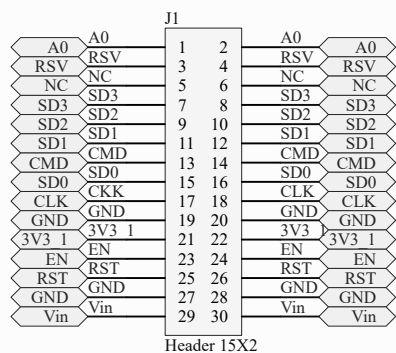 J1
A0 A0 1 2 A0 A0
RSV RSV 3 4 RSV RSV
NC NC 5 6 NC NC
SD3 SD3 7 8 SD3 SD3
SD2 SD2 9 10 SD2 SD2
SD1 SD1 11 12 SD1 SD1
CMD CMD 13 14 CMD CMD
SD0 SD0 15 16 SD0 SD0
CLK CKK 17 18 CLK CLK
GND GND 19 20 GND GND
3V3_1 3V3_1 21 22 3V3_1 3V3_1
EN EN 23 24 EN EN
RST RST 25 26 RST RST
GND GND 27 28 GND GND
Vin Vin 29 30 Vin Vin
Header 15X2